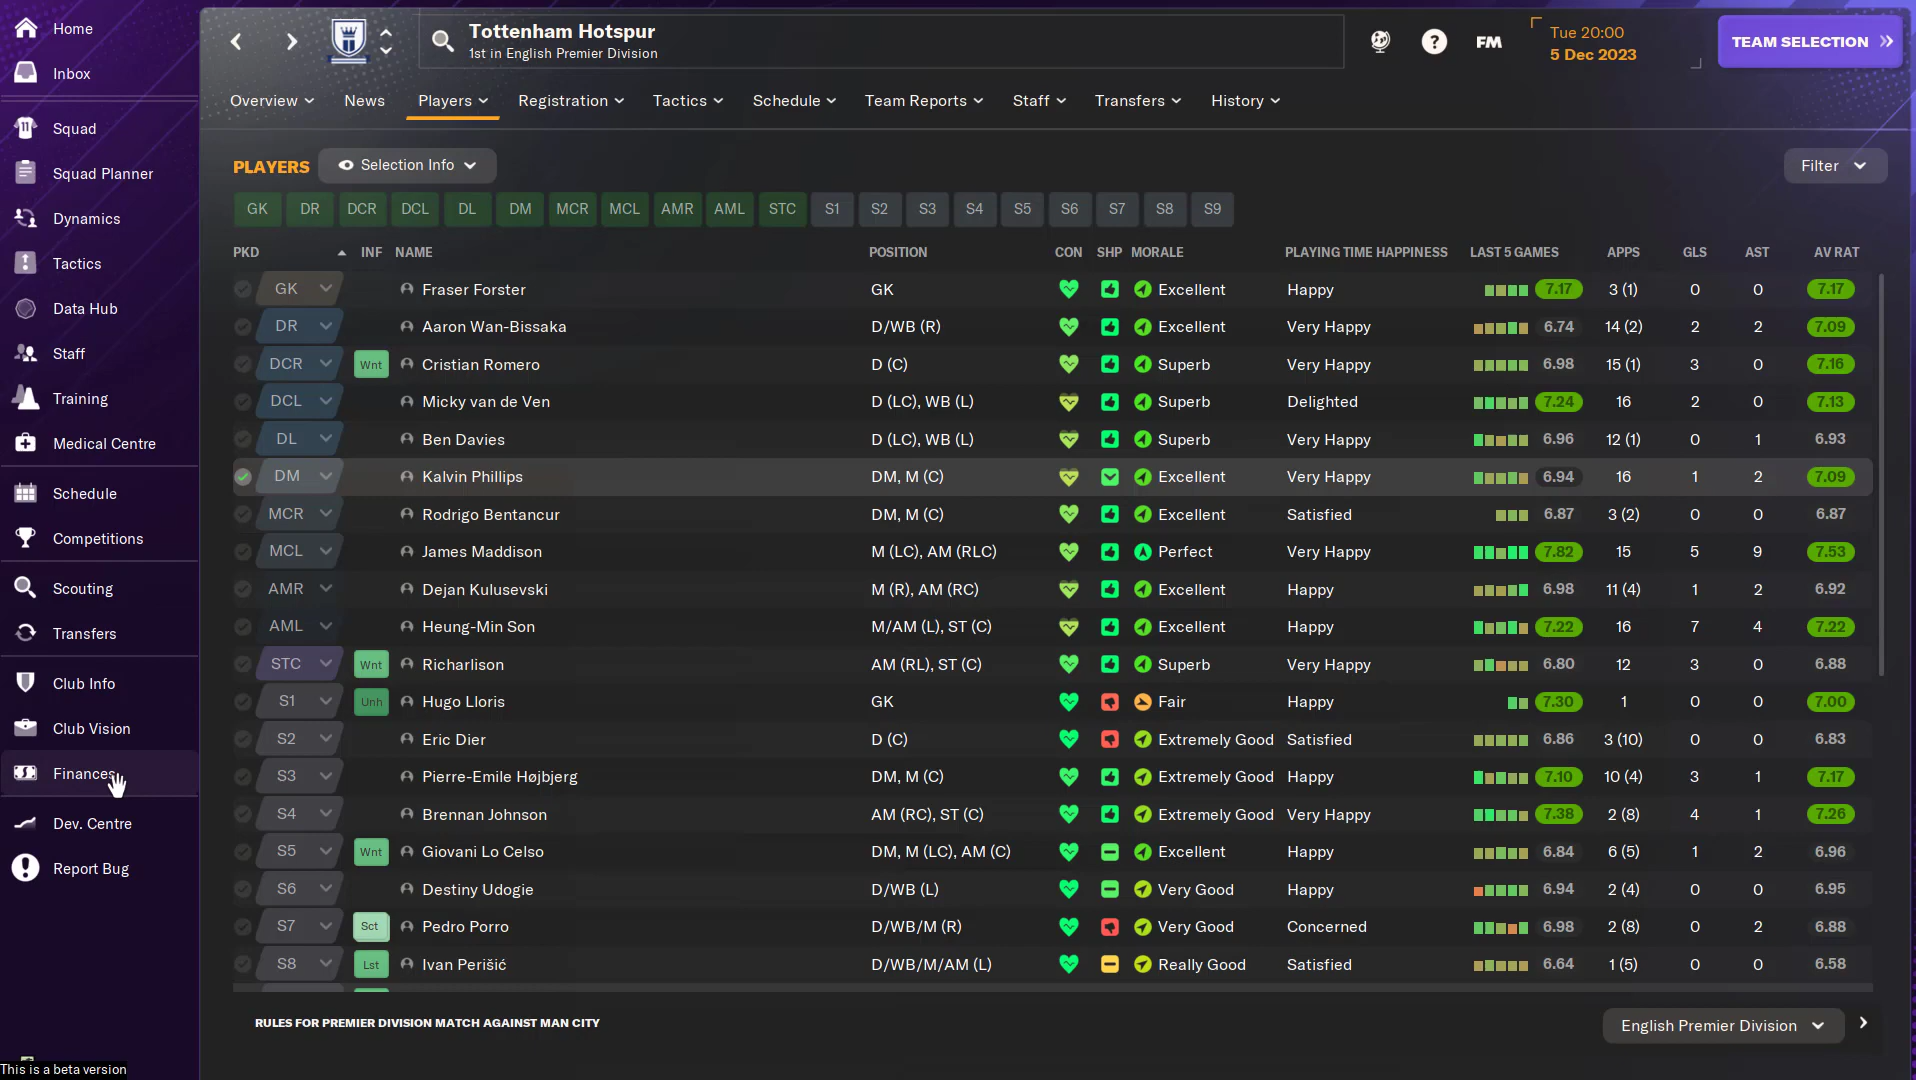 Home
Inbox
Squad
Squad Planner
Dynamics
Tactics
Data Hub
Staff
Training
Medical Centre
Schedule
Competitions
Scouting
Transfers
Club Info
Club Vision
Finances
Dev. Centre
Report Bug
This is a beta version
Tottenham Hotspur
1st in English Premier Division
FM
Tue 20:00
5 Dec 2023
TEAM SELECTION
Overview News Players Registration Tactics Schedule Team Reports Staff Transfers History
PLAYERS Selection Info Filter
GK DR DCR DCL DL DM MCR MCL AMR AML STC S1 S2 S3 S4 S5 S6 S7 S8 S9
PKD INF NAME POSITION CON SHP MORALE PLAYING TIME HAPPINESS LAST 5 GAMES APPS GLS AST AV RAT
GK Fraser Forster GK Excellent Happy 7.17 3 (1) 0 0 7.17
DR Aaron Wan-Bissaka D/WB (R) Excellent Very Happy 6.74 14 (2) 2 2 7.09
DCR Wnt Cristian Romero D (C) Superb Very Happy 6.98 15 (1) 3 0 7.16
DCL Micky van de Ven D (LC), WB (L) Superb Delighted 7.24 16 2 0 7.13
DL Ben Davies D (LC), WB (L) Superb Very Happy 6.96 12 (1) 0 1 6.93
DM Kalvin Phillips DM, M (C) Excellent Very Happy 6.94 16 1 2 7.09
MCR Rodrigo Bentancur DM, M (C) Excellent Satisfied 6.87 3 (2) 0 0 6.87
MCL James Maddison M (LC), AM (RLC) Perfect Very Happy 7.82 15 5 9 7.53
AMR Dejan Kulusevski M (R), AM (RC) Excellent Happy 6.98 11 (4) 1 2 6.92
AML Heung-Min Son M/AM (L), ST (C) Excellent Happy 7.22 16 7 4 7.22
STC Wnt Richarlison AM (RL), ST (C) Superb Very Happy 6.80 12 3 0 6.88
S1 Unh Hugo Lloris GK Fair Happy 7.30 1 0 0 7.00
S2 Eric Dier D (C) Extremely Good Satisfied 6.86 3 (10) 0 0 6.83
S3 Pierre-Emile Højbjerg DM, M (C) Extremely Good Happy 7.10 10 (4) 3 1 7.17
S4 Brennan Johnson AM (RC), ST (C) Extremely Good Very Happy 7.38 2 (8) 4 1 7.26
S5 Wnt Giovani Lo Celso DM, M (LC), AM (C) Excellent Happy 6.84 6 (5) 1 2 6.96
S6 Destiny Udogie D/WB (L) Very Good Happy 6.94 2 (4) 0 0 6.95
S7 Sct Pedro Porro D/WB/M (R) Very Good Concerned 6.98 2 (8) 0 2 6.88
S8 Lst Ivan Perišić D/WB/M/AM (L) Really Good Satisfied 6.64 1 (5) 0 0 6.58
RULES FOR PREMIER DIVISION MATCH AGAINST MAN CITY
English Premier Division